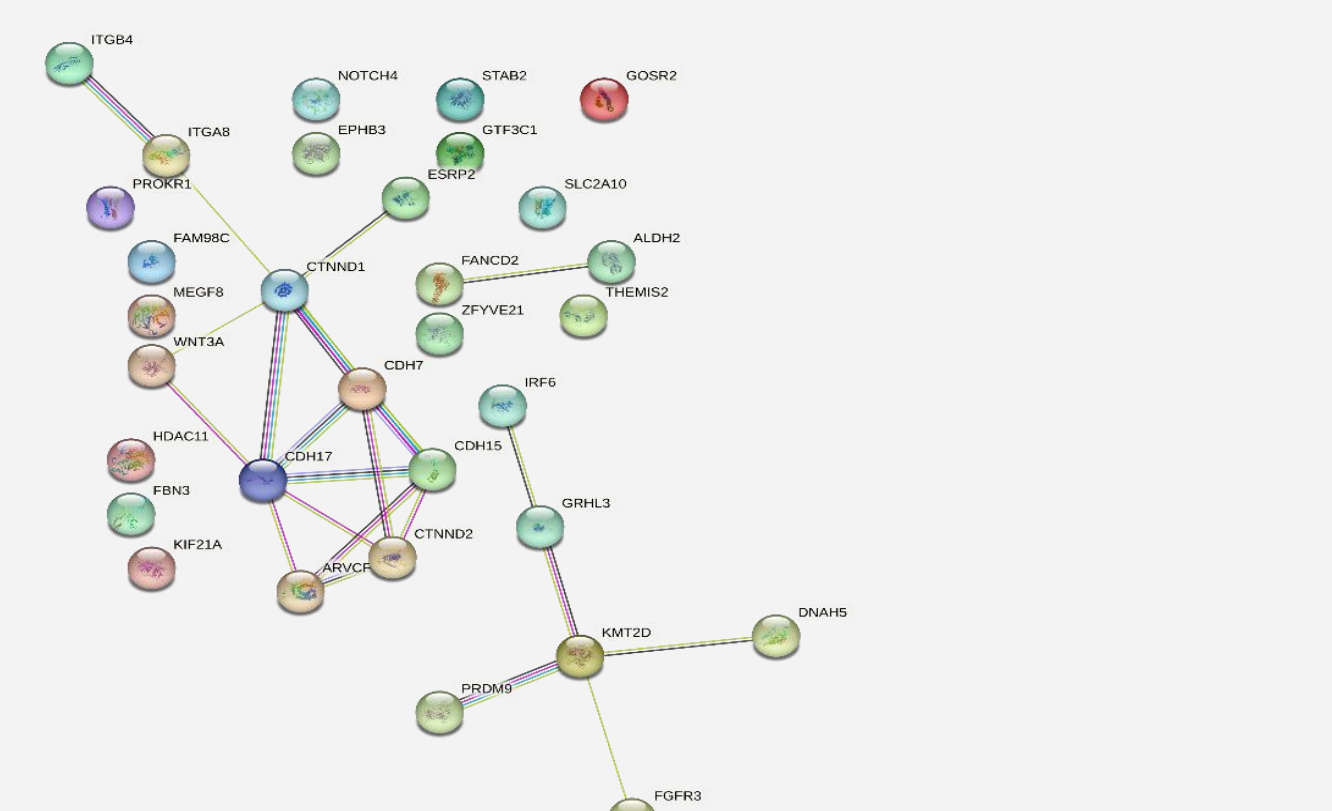 ITGB4
NOTCH4
STAB2
GOSR2
ITGA8
EPHB3
GTF3C1
ESRP2
PROKR1
SLC2A10
FAM98C
ALDH2
FANCD2
CTNND1
MEGF8
THEMIS2
ZFYVE21
WNT3A
CDH7
IRF6
HDAC11
CDH15
CDH17
FBN3
GRHL3
CTNND2
KIF21A
ARVCF
DNAH5
KMT2D
PRDM9
FGFR3